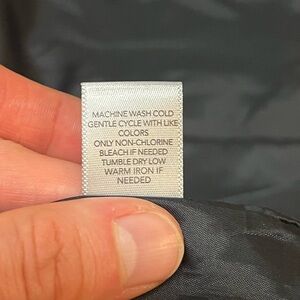 MACHINE WASH COLD
GENTLE CYCLE WITH LIKE
COLORS
ONLY NON-CHLORINE
BLEACH IF NEEDED
TUMBLE DRY LOW
WARM IRON IF
NEEDED